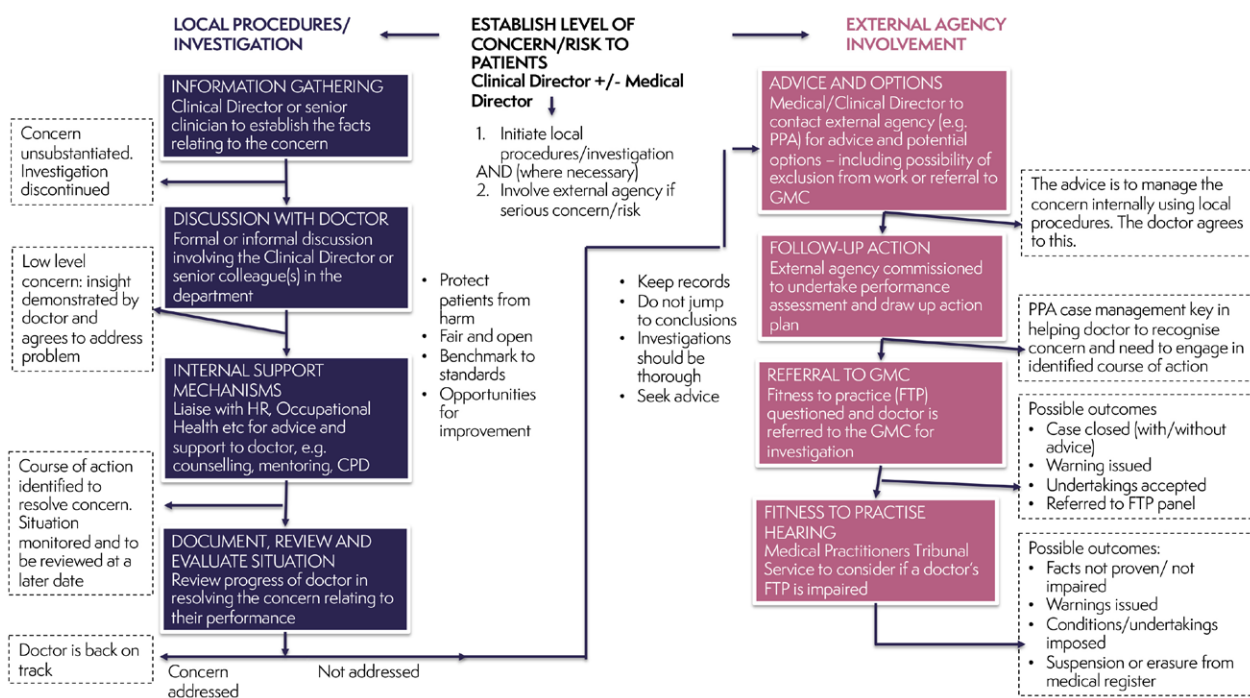 LOCAL PROCEDURES/
INVESTIGATION
ESTABLISH LEVEL OF
CONCERN/RISK TO
PATIENTS
Clinical Director +/- Medical
Director
EXTERNAL AGENCY
INVOLVEMENT
INFORMATION GATHERING
Clinical Director or senior
clinician to establish the facts
relating to the concern
Concern
unsubstantiated.
Investigation
discontinued
DISCUSSION WITH DOCTOR
Formal or informal discussion
involving the Clinical Director or
senior colleague(s) in the
department
Low level
concern: insight
demonstrated by
doctor and
agrees to address
problem
INTERNAL SUPPORT
MECHANISMS
Liaise with HR, Occupational
Health etc for advice and
support to doctor, e.g.
counselling, mentoring, CPD
Course of action
identified to
resolve concern.
Situation
monitored and to
be reviewed at a
later date
DOCUMENT, REVIEW AND
EVALUATE SITUATION
Review progress of doctor in
resolving the concern relating to
their performance
Doctor is back on
track
Concern
addressed
Not addressed
1. Initiate local
procedures/investigation
AND (where necessary)
2. Involve external agency if
serious concern/risk
• Protect
patients from
harm
• Fair and open
• Benchmark to
standards
• Opportunities
for
improvement
• Keep records
• Do not jump
to conclusions
• Investigations
should be
thorough
• Seek advice
ADVICE AND OPTIONS
Medical/Clinical Director to
contact external agency (e.g.
PPA) for advice and potential
options – including possibility of
exclusion from work or referral to
GMC
The advice is to manage the
concern internally using local
procedures. The doctor agrees
to this.
FOLLOW-UP ACTION
External agency commissioned
to undertake performance
assessment and draw up action
plan
PPA case management key in
helping doctor to recognise
concern and need to engage in
identified course of action
REFERRAL TO GMC
Fitness to practice (FTP)
questioned and doctor is
referred to the GMC for
investigation
Possible outcomes
• Case closed (with/without
advice)
• Warning issued
• Undertakings accepted
• Referred to FTP panel
FITNESS TO PRACTISE
HEARING
Medical Practitioners Tribunal
Service to consider if a doctor's
FTP is impaired
Possible outcomes:
• Facts not proven/ not
impaired
• Warnings issued
• Conditions/undertakings
imposed
• Suspension or erasure from
medical register